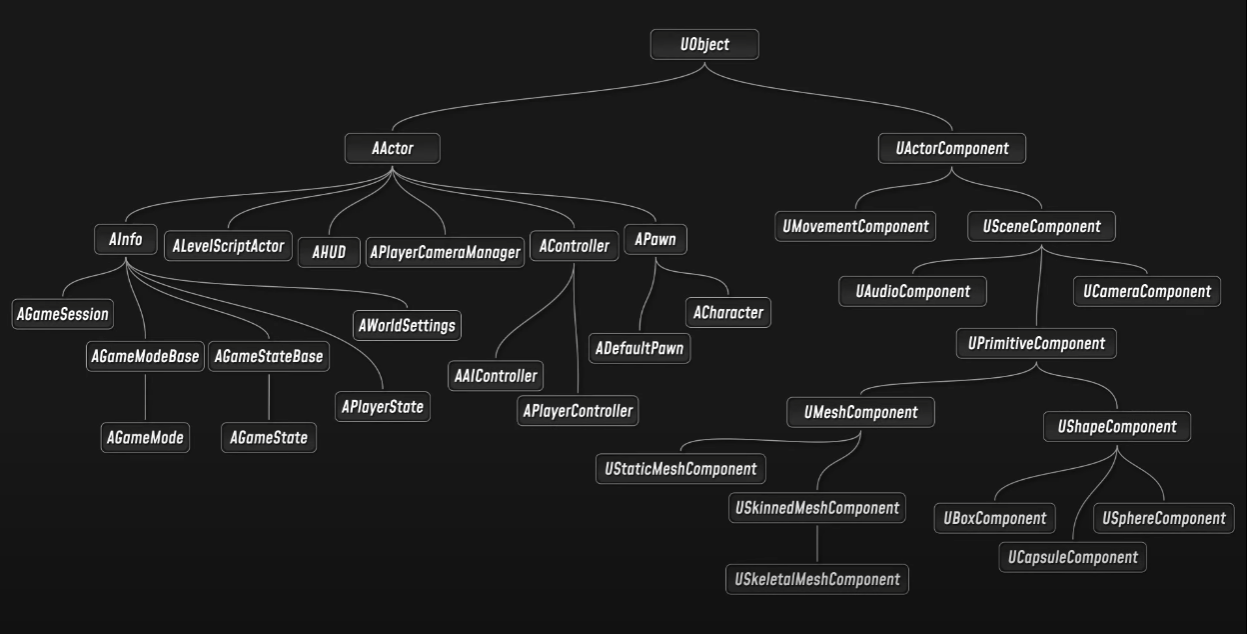 UObject
AActor
UActorComponent
AInfo
ALevelScriptActor
AHUD
APlayerCameraManager
AController
APawn
UMovementComponent
USceneComponent
AGameSession
AWorldSettings
ACharacter
UAudioComponent
UCameraComponent
AGameModeBase
AGameStateBase
ADefaultPawn
UPrimitiveComponent
AAIController
APlayerState
APlayerController
UMeshComponent
UShapeComponent
AGameMode
AGameState
UStaticMeshComponent
USkinnedMeshComponent
UBoxComponent
USphereComponent
UCapsuleComponent
USkeletalMeshComponent